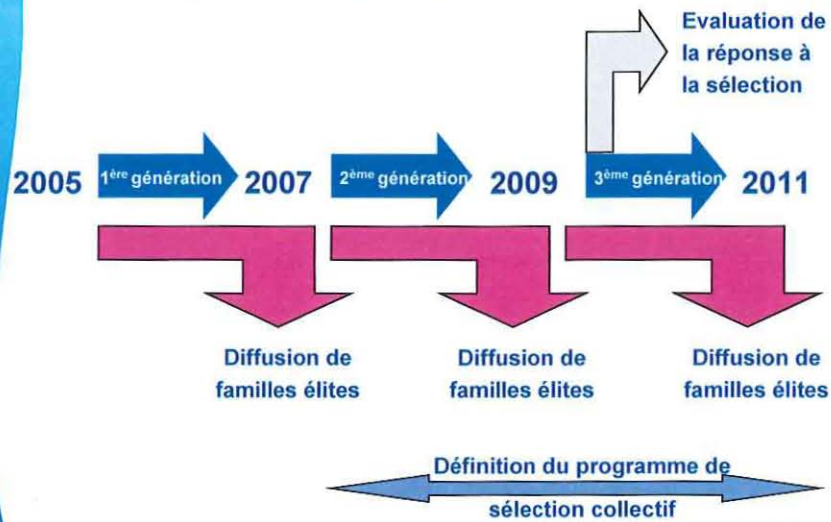 Evaluation de
la réponse à
la sélection
2005 1ère génération 2007 2ème génération 2009 3ème génération 2011
Diffusion de
familles élites
Diffusion de
familles élites
Diffusion de
familles élites
Définition du programme de
sélection collectif